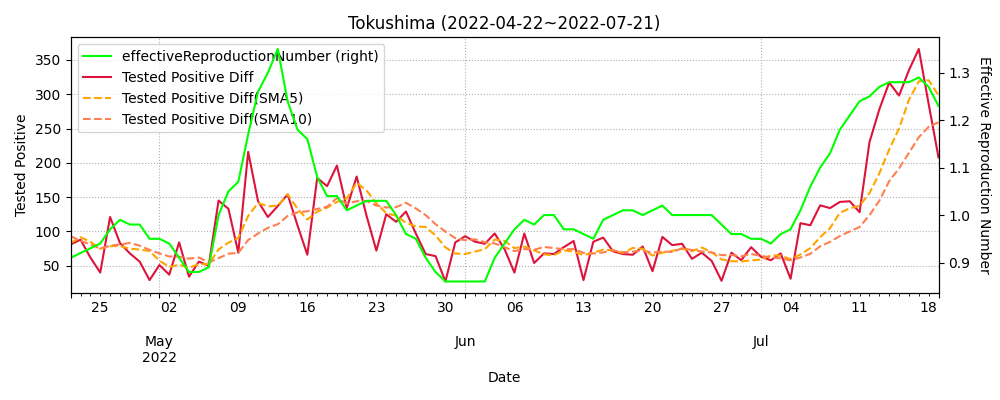 Tokushima (2022-04-22~2022-07-21)
effectiveReproductionNumber (right)
Tested Positive Diff
Tested Positive Diff(SMA5)
Tested Positive Diff(SMA10)
Tested Positive
350
300
250
200
150
100
50
1.3
1.2
1.1
1.0
0.9
Effective Reproduction Number
25 02 09 16 23 30 06 13 20 27 04 11 18
May Jun Jul
2022
Date